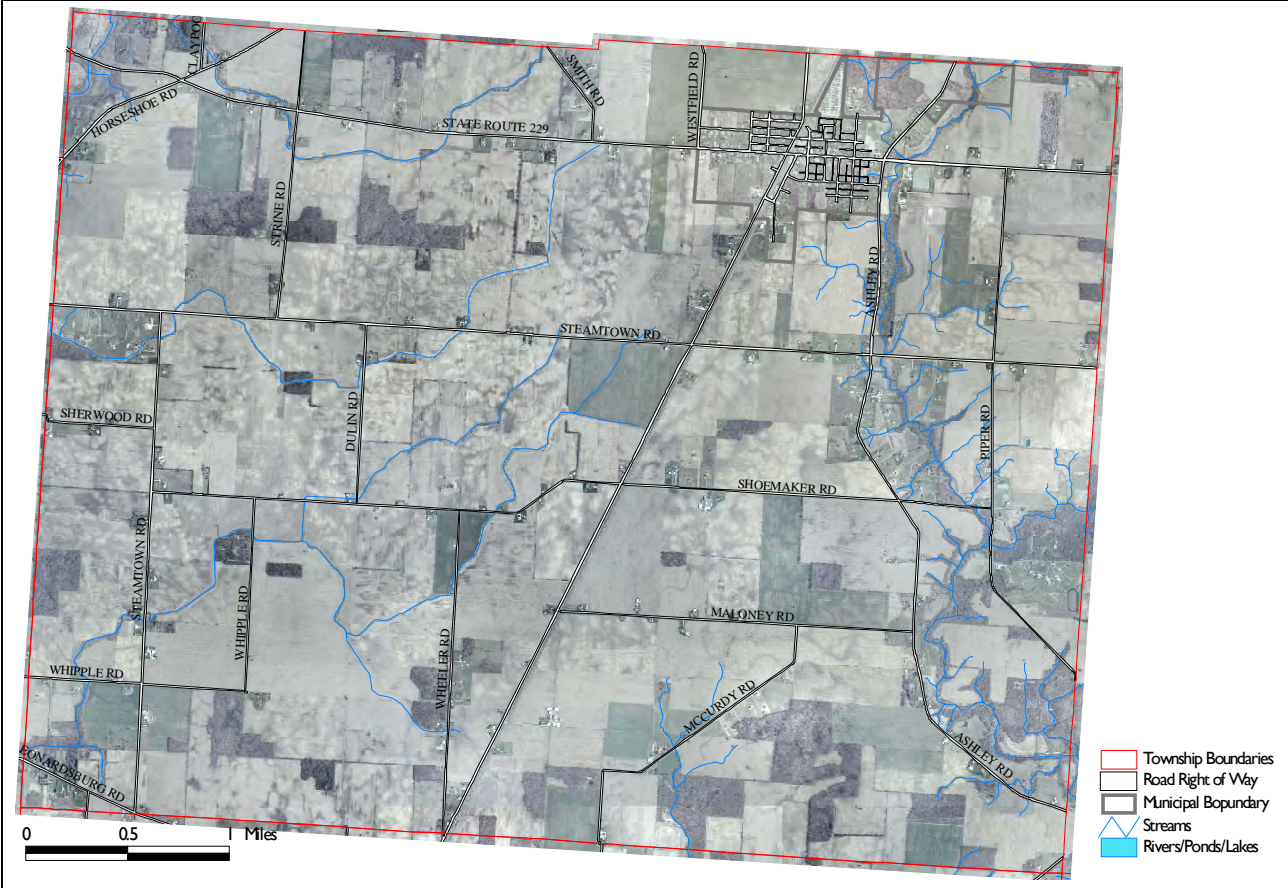 CLAYPOO
SMITH RD
WESTFIELD RD
HORSESHOE RD
STATE ROUTE 229
STRINE RD
ASHLEY RD
STEAMTOWN RD
SHERWOOD RD
DULIN RD
PIPER RD
SHOEMAKER RD
STEAMTOWN RD
WHIPPLE RD
MALONEY RD
WHEELER RD
WHIPPLE RD
MCCURDY RD
ASHLEY RD
EONARDSBURG RD
Township Boundaries
Road Right of Way
Municipal Bopundary
Streams
Rivers/Ponds/Lakes
0 0.5 1 Miles